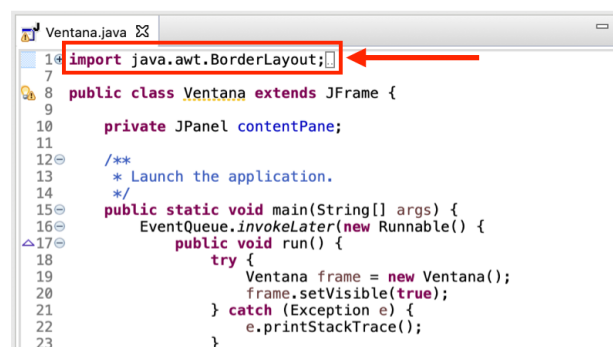 Ventana.java
1 import java.awt.BorderLayout;
7
8 public class Ventana extends JFrame {
9
10 private JPanel contentPane;
11
12 /**
13 * Launch the application.
14 */
15 public static void main(String[] args) {
16 EventQueue.invokeLater(new Runnable() {
17 public void run() {
18 try {
19 Ventana frame = new Ventana();
20 frame.setVisible(true);
21 } catch (Exception e) {
22 e.printStackTrace();
23 }